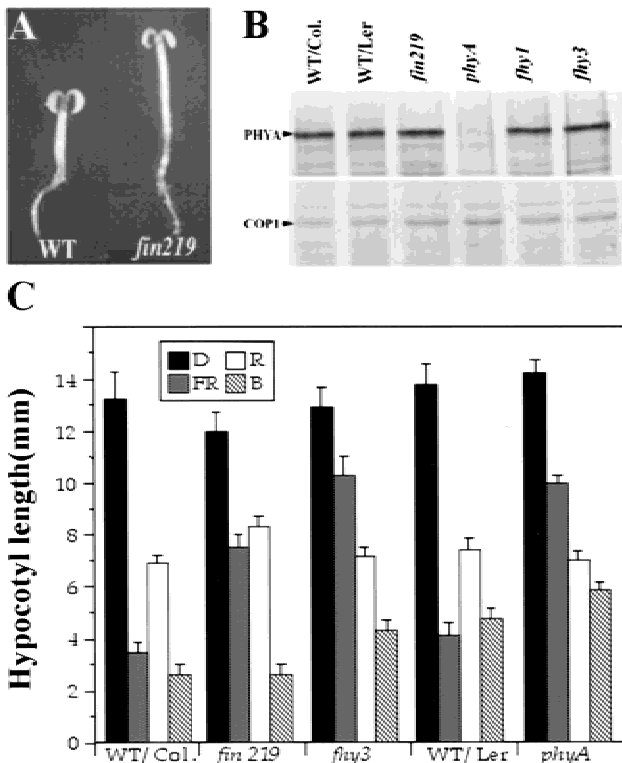 A
WT
fin219
B
WT/Col.
WT/Ler
fin219
phyA
fhy1
fhy3
PHYA
COP1
C
Hypocotyl length(mm)
14
12
10
8
6
4
2
0
D R
FR B
WT/ Col. fin 219 fhy3 WT/ Ler phyA